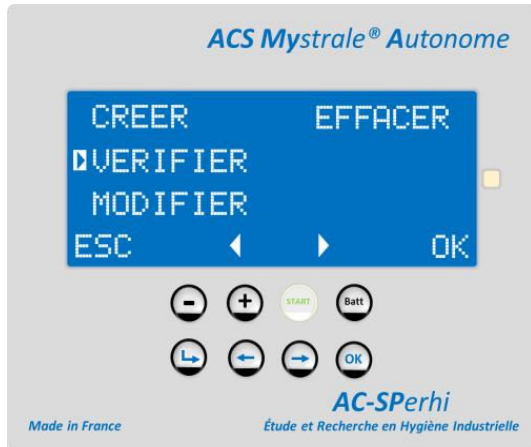 ACS Mystrale® Autonome
CREER EFFACER
VERIFIER
MODIFIER
ESC OK
- + START Batt
OK
AC-SPerhi
Made in France Étude et Recherche en Hygiène Industrielle